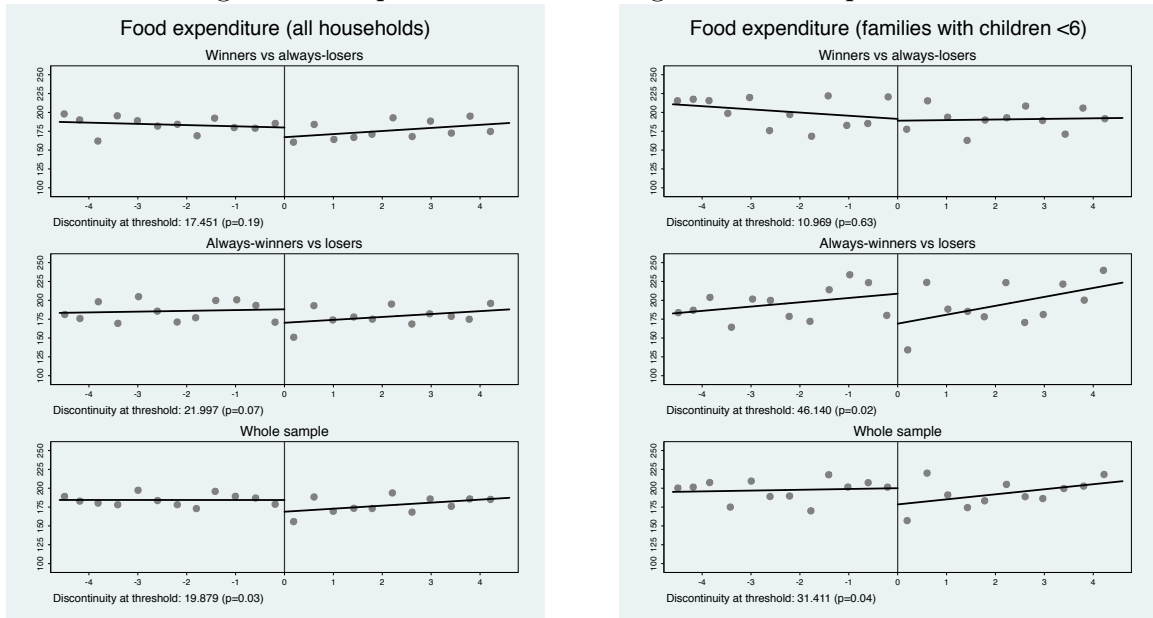 Food expenditure (all households)
Winners vs always-losers
250
225
200
175
150
125
100
-4 -3 -2 -1 0 1 2 3 4
Discontinuity at threshold: 17.451 (p=0.19)
Always-winners vs losers
250
225
200
175
150
125
100
-4 -3 -2 -1 0 1 2 3 4
Discontinuity at threshold: 21.997 (p=0.07)
Whole sample
250
225
200
175
150
125
100
-4 -3 -2 -1 0 1 2 3 4
Discontinuity at threshold: 19.879 (p=0.03)
Food expenditure (families with children <6)
Winners vs always-losers
250
225
200
175
150
125
100
-4 -3 -2 -1 0 1 2 3 4
Discontinuity at threshold: 10.969 (p=0.63)
Always-winners vs losers
250
225
200
175
150
125
100
-4 -3 -2 -1 0 1 2 3 4
Discontinuity at threshold: 46.140 (p=0.02)
Whole sample
250
225
200
175
150
125
100
-4 -3 -2 -1 0 1 2 3 4
Discontinuity at threshold: 31.411 (p=0.04)